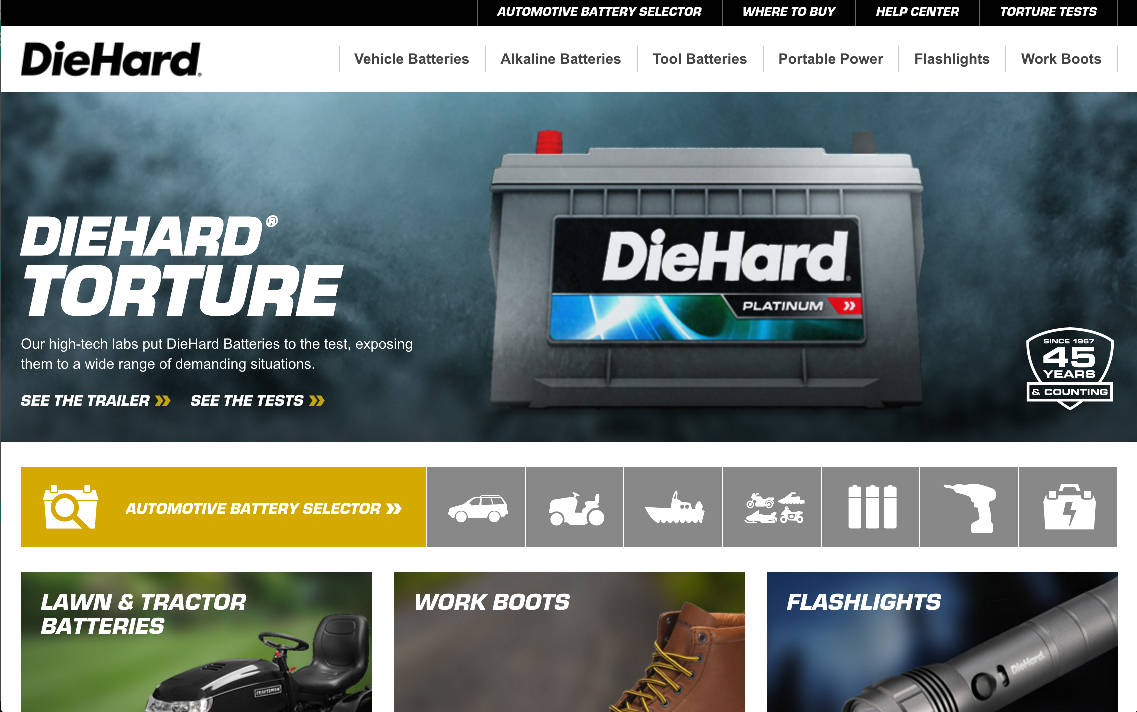 AUTOMOTIVE BATTERY SELECTOR WHERE TO BUY HELP CENTER TORTURE TESTS
DieHard.
Vehicle Batteries Alkaline Batteries Tool Batteries Portable Power Flashlights Work Boots
DIEHARD®
TORTURE
Our high-tech labs put DieHard Batteries to the test, exposing
them to a wide range of demanding situations.
SEE THE TRAILER » SEE THE TESTS »
DieHard.
PLATINUM »
SINCE 1967
45
YEARS
& COUNTING
AUTOMOTIVE BATTERY SELECTOR »
LAWN & TRACTOR
BATTERIES
CRAFTSMAN
WORK BOOTS
FLASHLIGHTS
DieHard